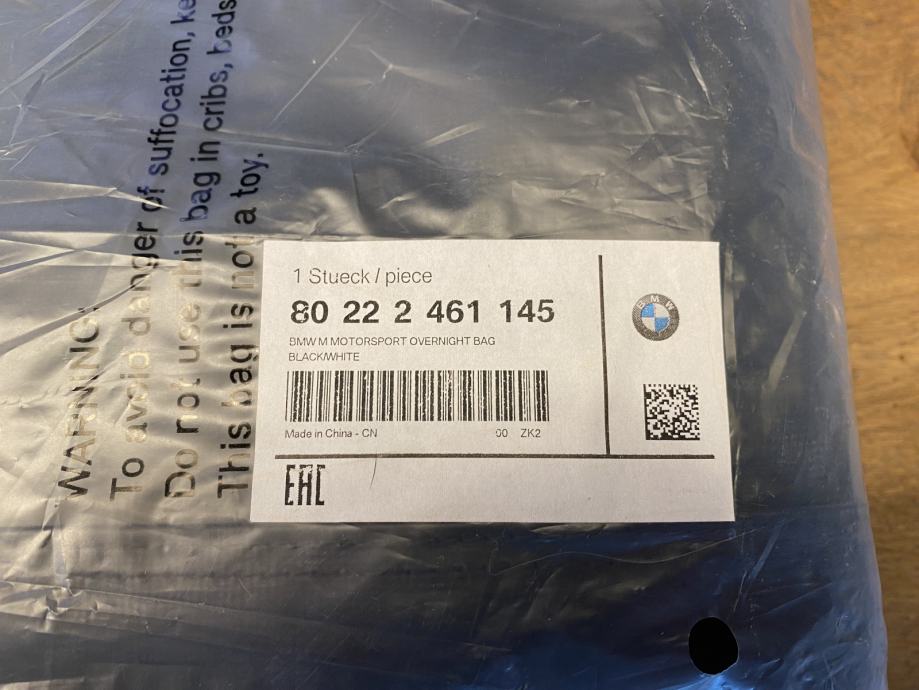 WARNING:
To avoid danger of suffocation, ke
Do not use this bag in cribs, beds
This bag is not a toy.
1 Stueck / piece
80 22 2 461 145
BMW M MOTORSPORT OVERNIGHT BAG
BLACK/WHITE
Made in China - CN 00 ZK2
BMW
EAC